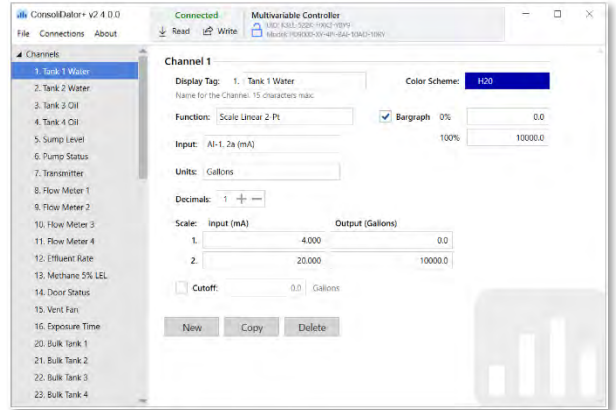 ConsoliDator+ v2.4.0.0
File Connections About
Connected
Read Write
Multivariable Controller
Channels
1. Tank 1 Water
2. Tank 2 Water
3. Tank 3 Oil
4. Tank 4 Oil
5. Sump Level
6. Pump Status
7. Transmitter
8. Flow Meter 1
9. Flow Meter 2
10. Flow Meter 3
11. Flow Meter 4
12. Effluent Rate
13. Methane 5% LEL
14. Door Status
15. Vent Fan
16. Exposure Time
20. Bulk Tank 1
21. Bulk Tank 2
22. Bulk Tank 3
23. Bulk Tank 4
Channel 1
Display Tag: 1. Tank 1 Water
Color Scheme: H20
Name for the Channel. 15 characters max.
Function: Scale Linear 2-Pt
Bargraph 0% 0.0
100% 10000.0
Input: AI-1, 2a (mA)
Units: Gallons
Decimals: 1 + −
Scale: Input (mA) Output (Gallons)
1. 4.000 0.0
2. 20.000 10000.0
Cutoff: 0.0 Gallons
New Copy Delete